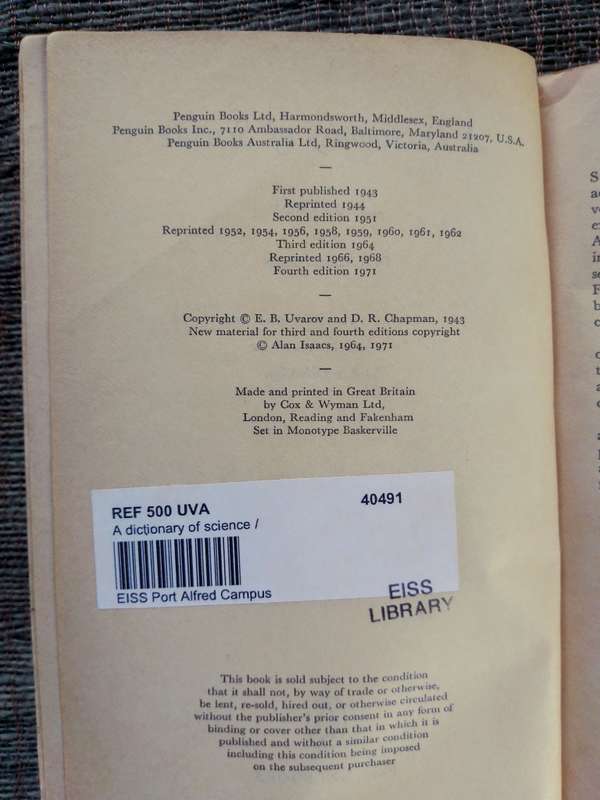 Penguin Books Ltd, Harmondsworth, Middlesex, England
Penguin Books Inc., 7110 Ambassador Road, Baltimore, Maryland 21207, U.S.A.
Penguin Books Australia Ltd, Ringwood, Victoria, Australia
—
First published 1943
Reprinted 1944
Second edition 1951
Reprinted 1952, 1954, 1956, 1958, 1959, 1960, 1961, 1962
Third edition 1964
Reprinted 1966, 1968
Fourth edition 1971
—
Copyright © E. B. Uvarov and D. R. Chapman, 1943
New material for third and fourth editions copyright
© Alan Isaacs, 1964, 1971
—
Made and printed in Great Britain
by Cox & Wyman Ltd,
London, Reading and Fakenham
Set in Monotype Baskerville
REF 500 UVA 40491
A dictionary of science /
EISS Port Alfred Campus
EISS
LIBRARY
This book is sold subject to the condition
that it shall not, by way of trade or otherwise,
be lent, re-sold, hired out, or otherwise circulated
without the publisher's prior consent in any form of
binding or cover other than that in which it is
published and without a similar condition
including this condition being imposed
on the subsequent purchaser